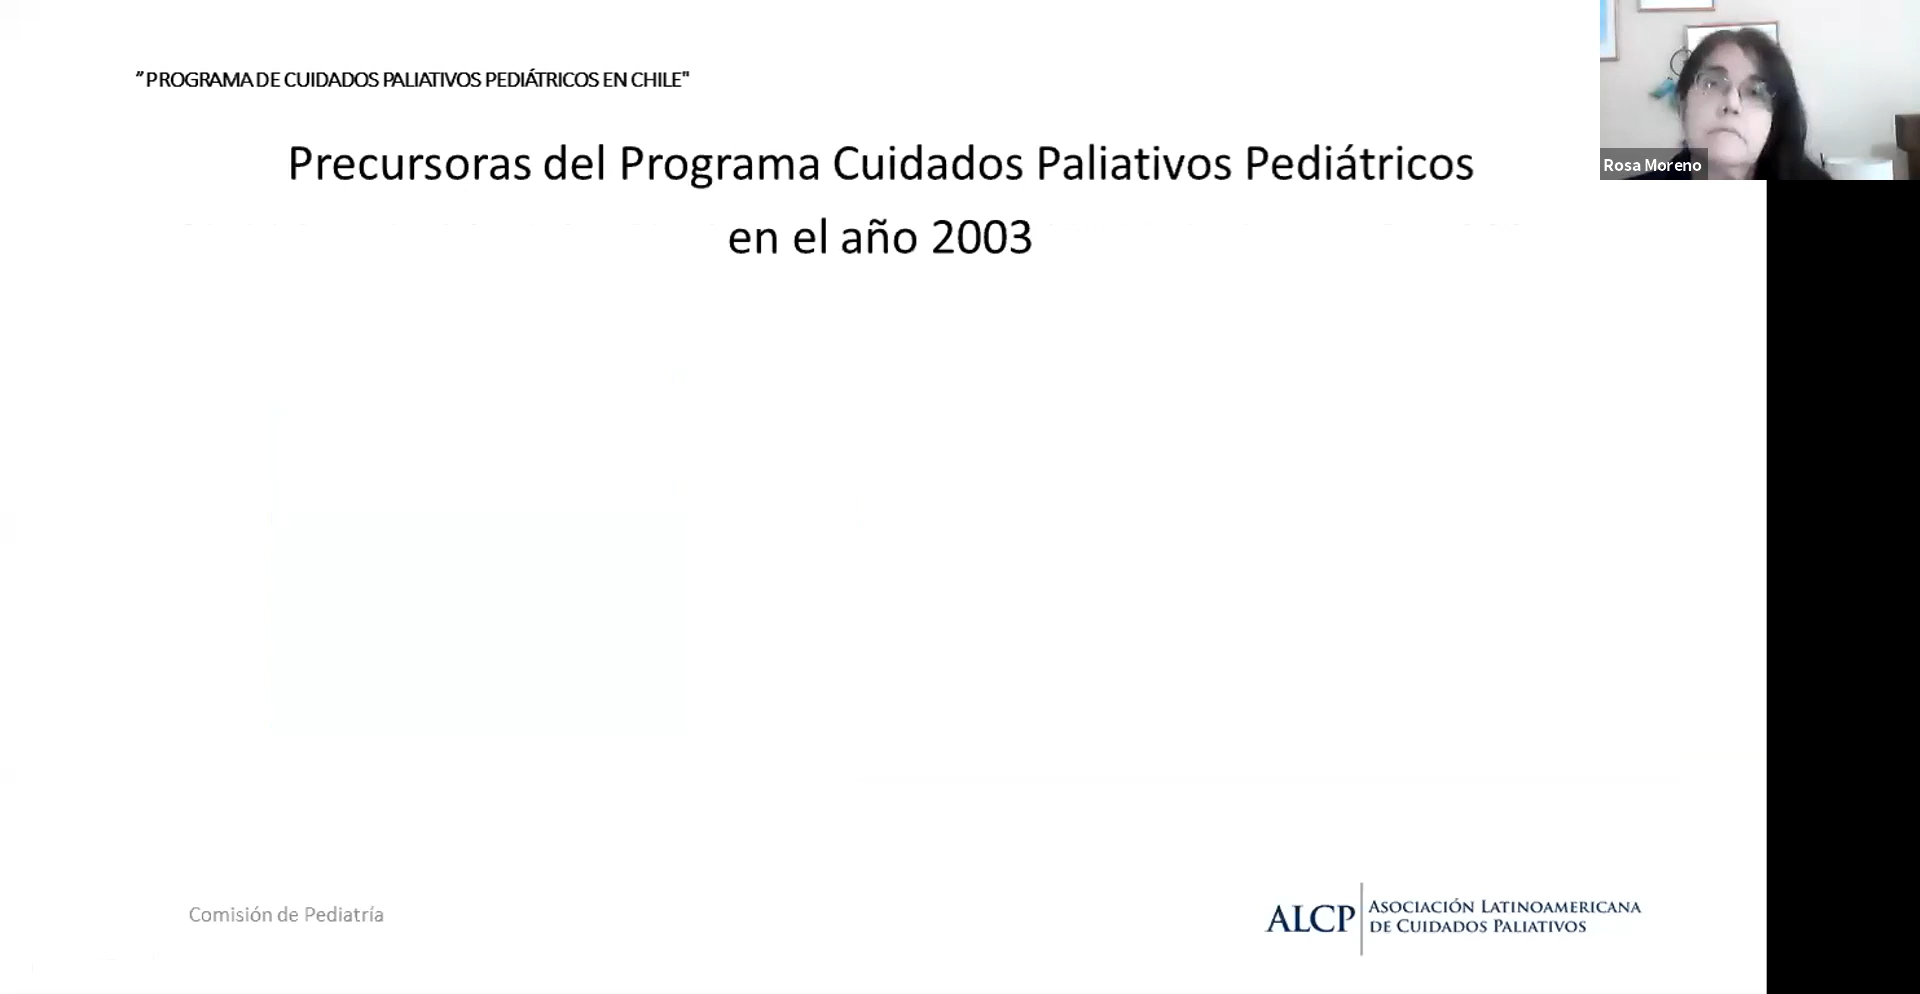 "PROGRAMA DE CUIDADOS PALIATIVOS PEDIÁTRICOS EN CHILE"
Rosa Moreno
Precursoras del Programa Cuidados Paliativos Pediátricos
en el año 2003
Comisión de Pediatría
ALCP
ASOCIACIÓN LATINOAMERICANA
DE CUIDADOS PALIATIVOS